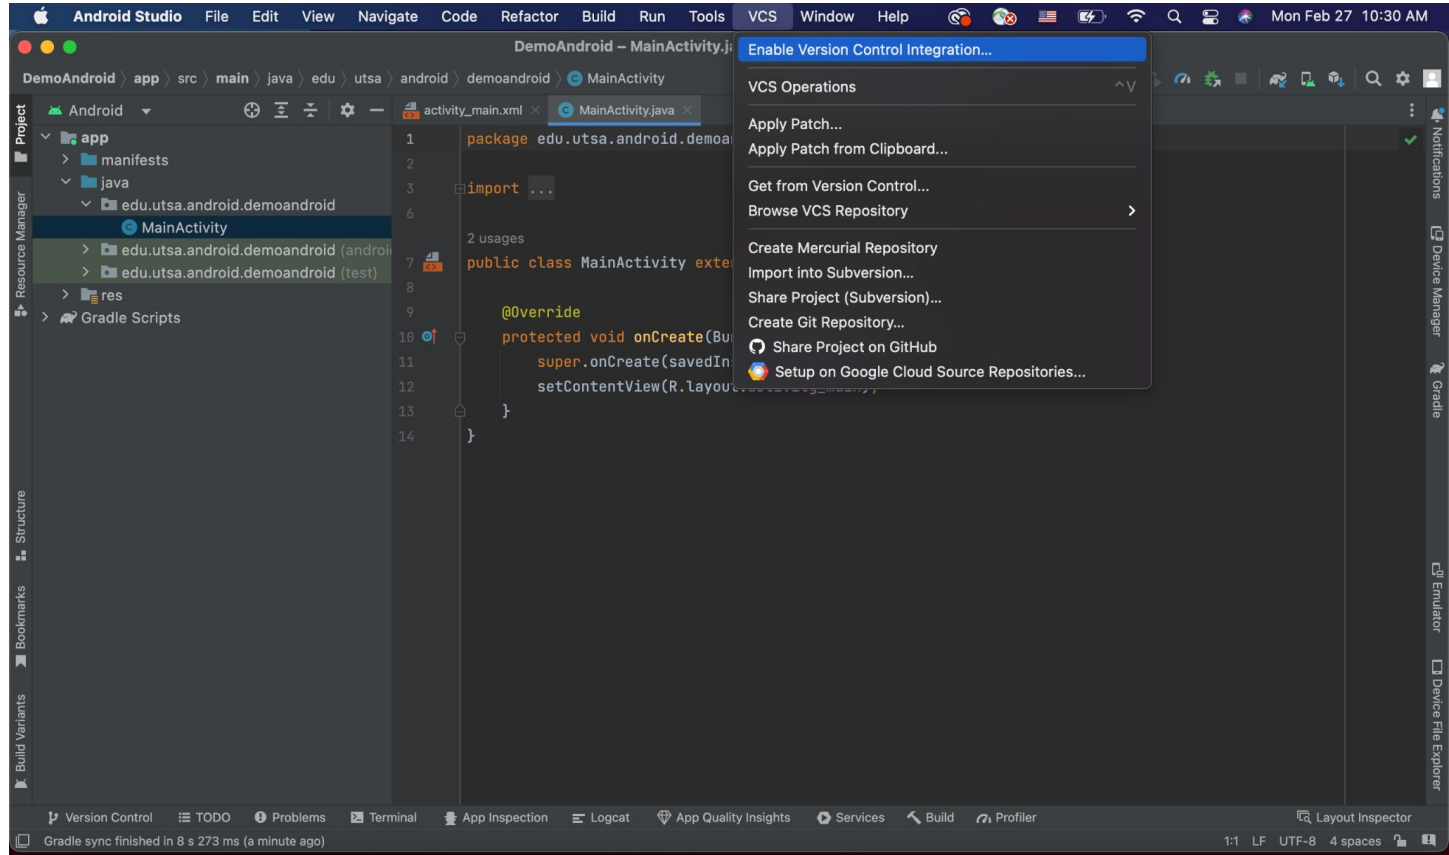 Android Studio File Edit View Navigate Code Refactor Build Run Tools VCS Window Help Mon Feb 27 10:30 AM
DemoAndroid – MainActivity.j
DemoAndroid app src main java edu utsa android demoandroid MainActivity
Android
activity_main.xml MainActivity.java
app
manifests
java
edu.utsa.android.demoandroid
MainActivity
edu.utsa.android.demoandroid (androi
edu.utsa.android.demoandroid (test)
res
Gradle Scripts
1 package edu.utsa.android.demoan
2
3 import ...
6
2 usages
7 public class MainActivity exte
8
9 @Override
10 protected void onCreate(Bu
11 super.onCreate(savedIn
12 setContentView(R.layout.activity_main);
13 }
14 }
Enable Version Control Integration...
VCS Operations ^V
Apply Patch...
Apply Patch from Clipboard...
Get from Version Control...
Browse VCS Repository
Create Mercurial Repository
Import into Subversion...
Share Project (Subversion)...
Create Git Repository...
Share Project on GitHub
Setup on Google Cloud Source Repositories...
Project
Resource Manager
Structure
Bookmarks
Build Variants
Notifications
Device Manager
Gradle
Emulator
Device File Explorer
Version Control TODO Problems Terminal App Inspection Logcat App Quality Insights Services Build Profiler Layout Inspector
Gradle sync finished in 8 s 273 ms (a minute ago) 1:1 LF UTF-8 4 spaces